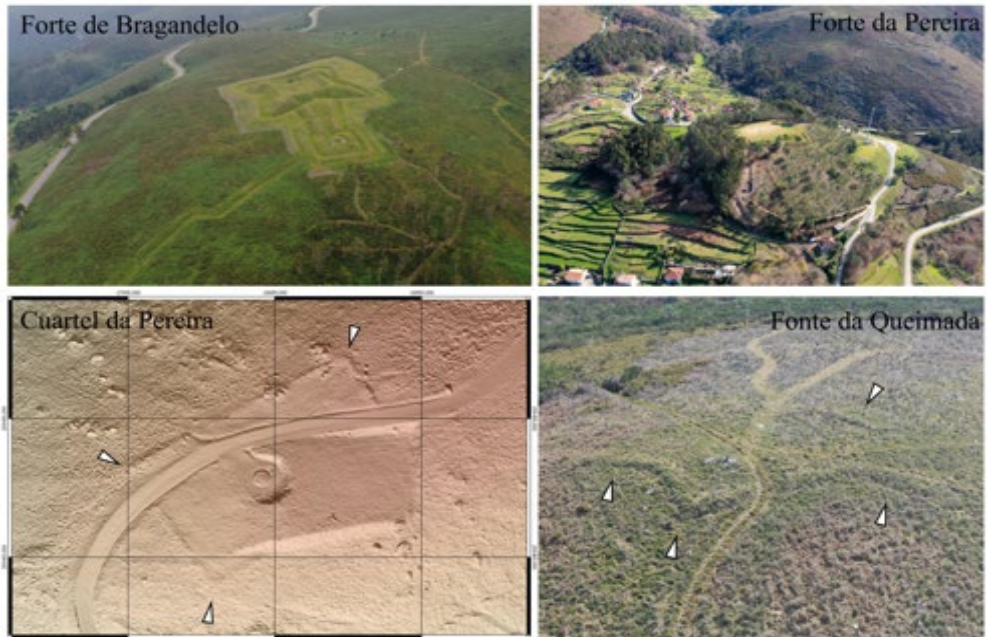 Forte de Bragandelo
Forte da Pereira
Cuartel da Pereira
Fonte da Queimada